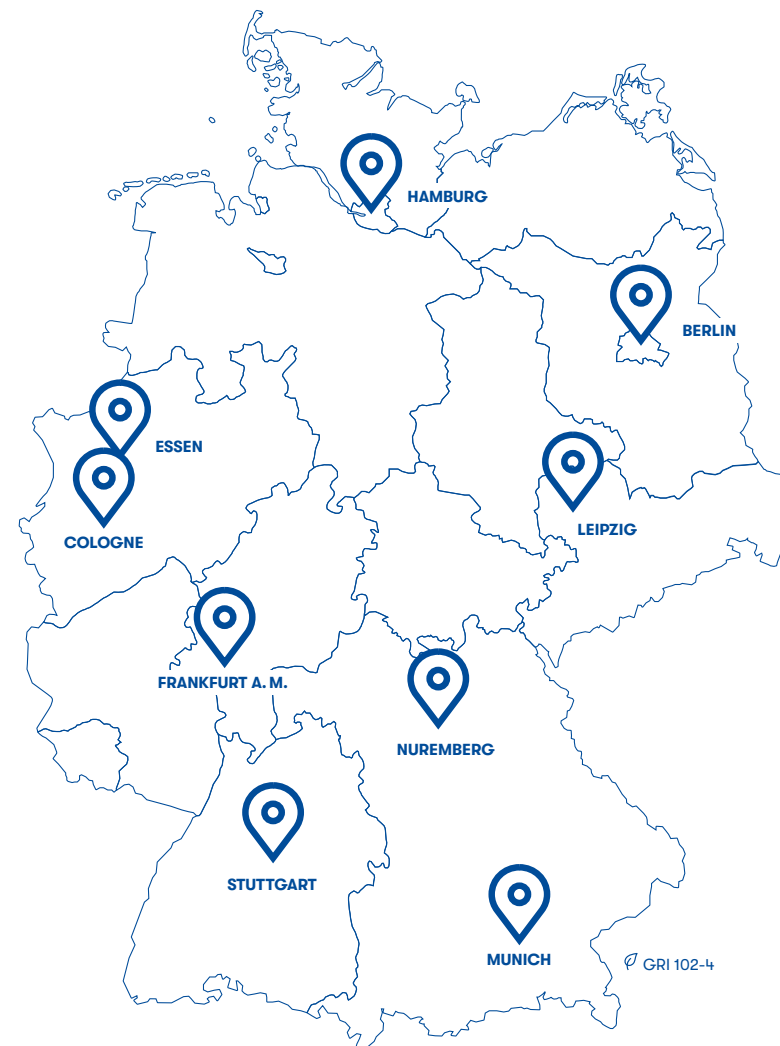 HAMBURG
BERLIN
ESSEN
LEIPZIG
COLOGNE
FRANKFURT A. M.
NUREMBERG
STUTTGART
MUNICH
GRI 102-4